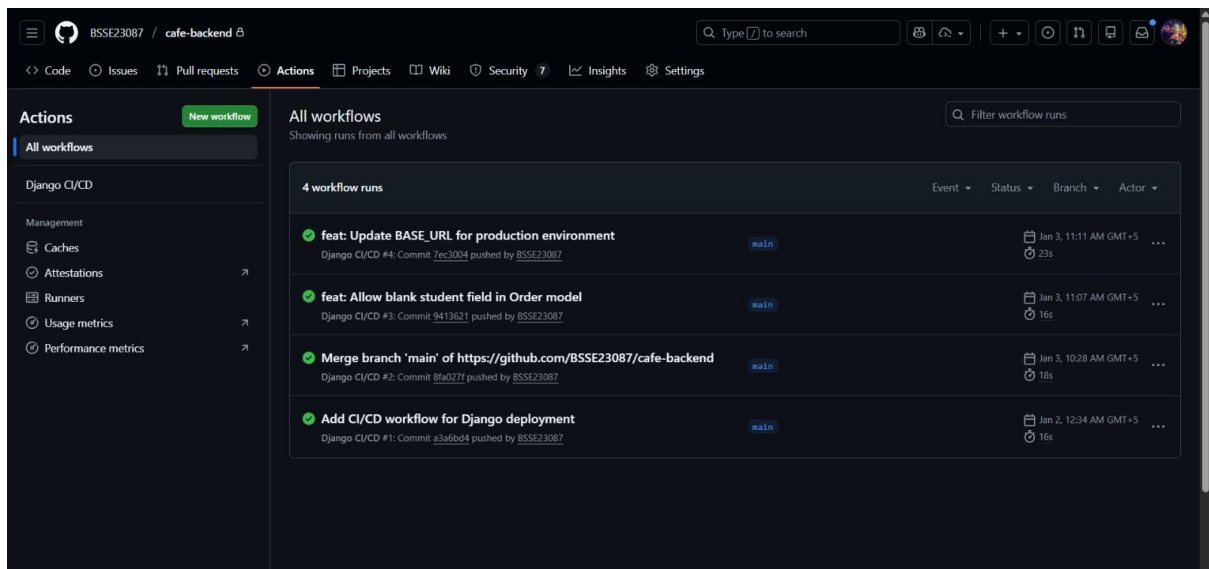 BSSE23087 / cafe-backend
Type / to search
Code Issues Pull requests Actions Projects Wiki Security 7 Insights Settings
Actions
New workflow
All workflows
Django CI/CD
Management
Caches
Attestations
Runners
Usage metrics
Performance metrics
All workflows
Showing runs from all workflows
Filter workflow runs
4 workflow runs
Event Status Branch Actor
feat: Update BASE_URL for production environment
Django CI/CD #4: Commit 7ec3004 pushed by BSSE23087
main
Jan 3, 11:11 AM GMT+5
23s
feat: Allow blank student field in Order model
Django CI/CD #3: Commit 9413621 pushed by BSSE23087
main
Jan 3, 11:07 AM GMT+5
16s
Merge branch 'main' of https://github.com/BSSE23087/cafe-backend
Django CI/CD #2: Commit 8fa027f pushed by BSSE23087
main
Jan 3, 10:28 AM GMT+5
18s
Add CI/CD workflow for Django deployment
Django CI/CD #1: Commit a3a6bd4 pushed by BSSE23087
main
Jan 2, 12:34 AM GMT+5
16s